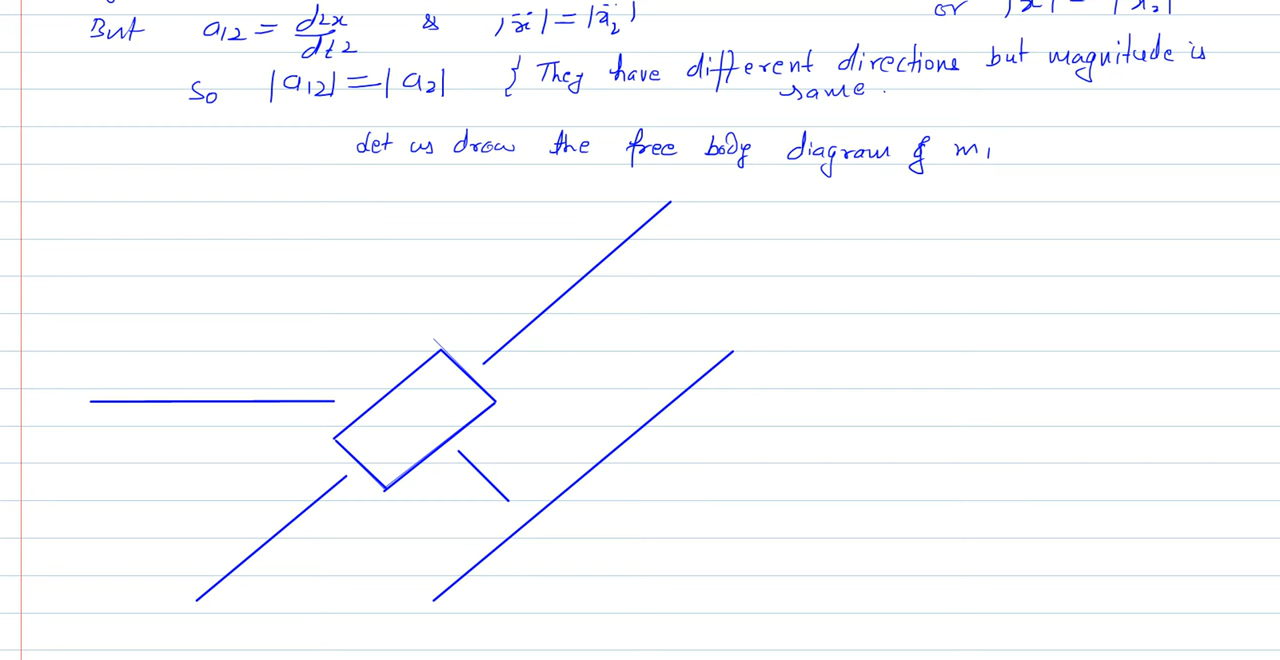 But a12 = d2x/dt2 & |ẍ| = |ẍ2|
So |a12| = |a2| } They have different directions but magnitude is same.
Let us draw the free body diagram of m1